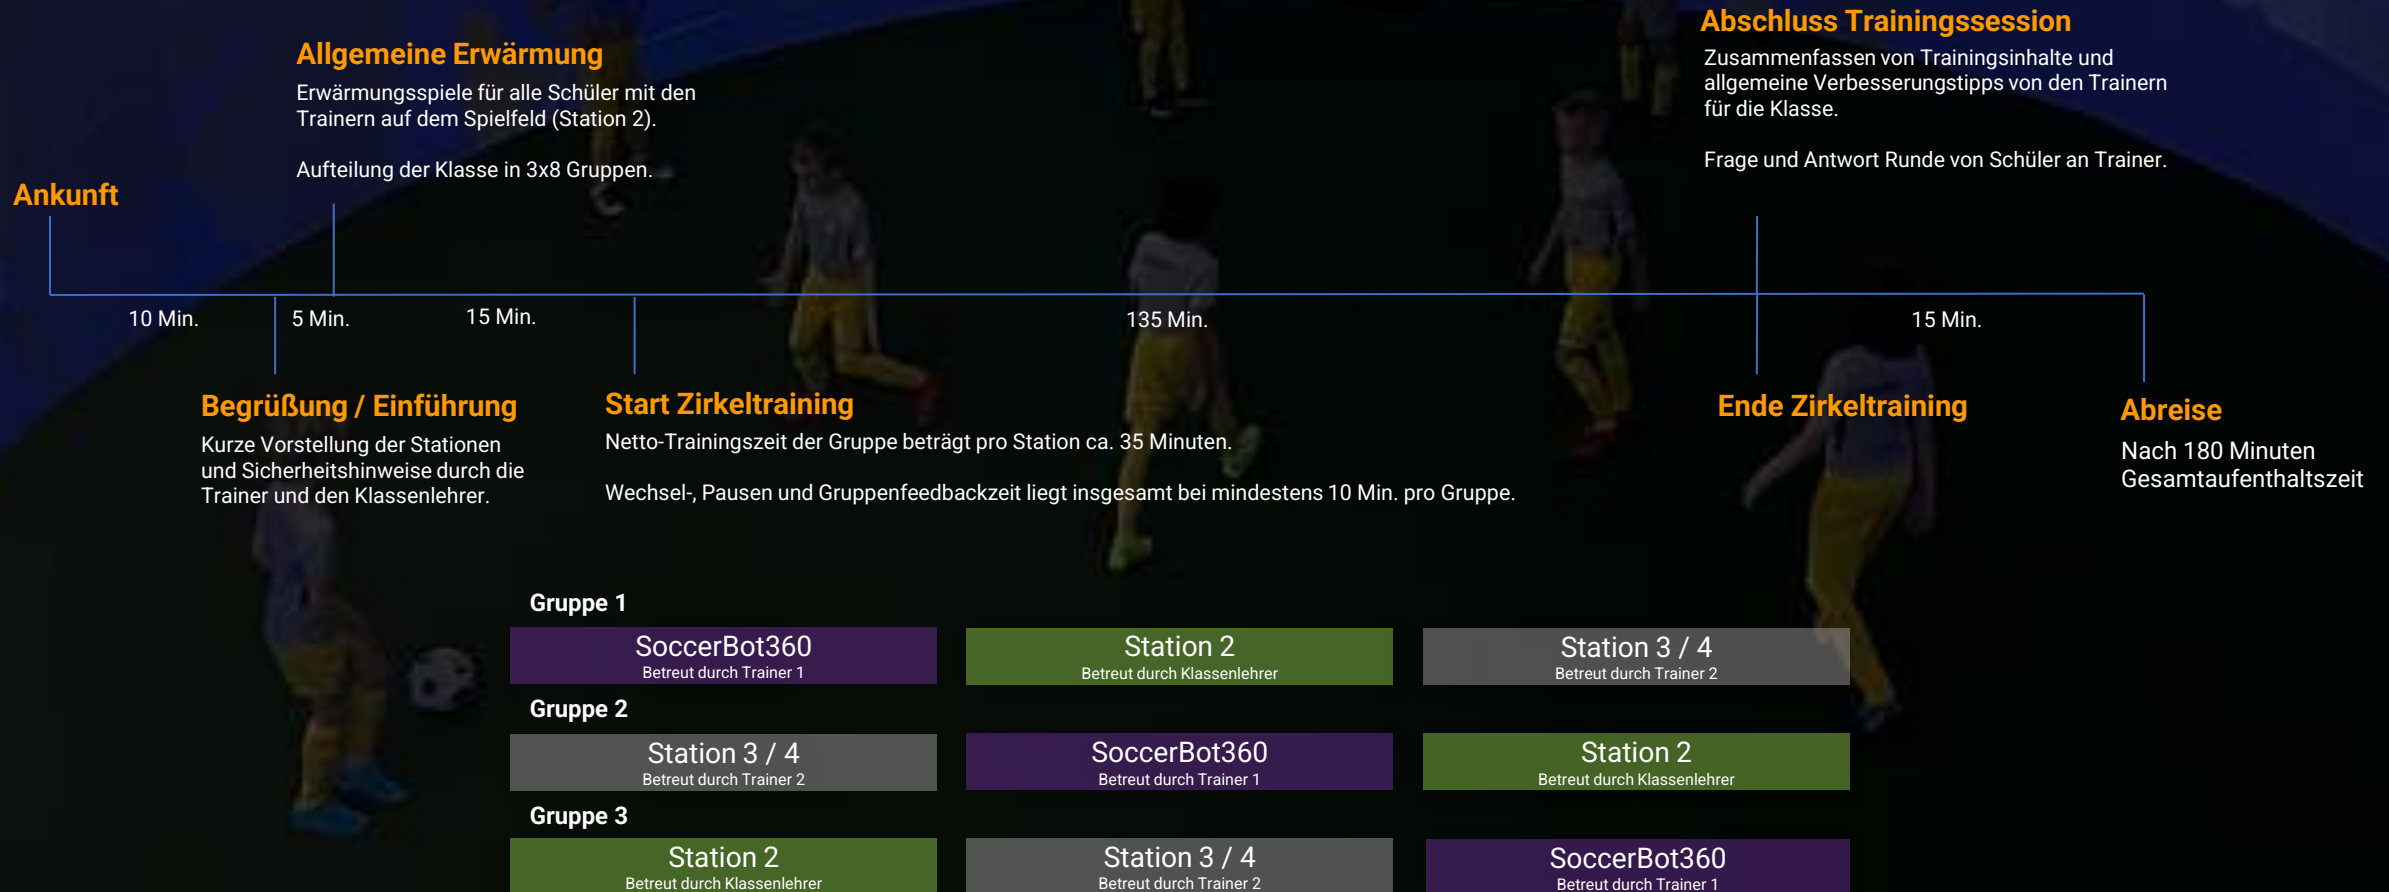 Abschluss Trainingssession
Zusammenfassen von Trainingsinhalte und
allgemeine Verbesserungstipps von den Trainern
für die Klasse.
Frage und Antwort Runde von Schüler an Trainer.
Allgemeine Erwärmung
Erwärmungsspiele für alle Schüler mit den
Trainern auf dem Spielfeld (Station 2).
Aufteilung der Klasse in 3x8 Gruppen.
Ankunft
10 Min.
5 Min.
15 Min.
135 Min.
15 Min.
Begrüßung / Einführung
Kurze Vorstellung der Stationen
und Sicherheitshinweise durch die
Trainer und den Klassenlehrer.
Start Zirkeltraining
Netto-Trainingszeit der Gruppe beträgt pro Station ca. 35 Minuten.
Wechsel-, Pausen und Gruppenfeedbackzeit liegt insgesamt bei mindestens 10 Min. pro Gruppe.
Ende Zirkeltraining
Abreise
Nach 180 Minuten
Gesamtaufenthaltszeit
Gruppe 1
SoccerBot360
Betreut durch Trainer 1
Station 2
Betreut durch Klassenlehrer
Station 3 / 4
Betreut durch Trainer 2
Gruppe 2
Station 3 / 4
Betreut durch Trainer 2
SoccerBot360
Betreut durch Trainer 1
Station 2
Betreut durch Klassenlehrer
Gruppe 3
Station 2
Betreut durch Klassenlehrer
Station 3 / 4
Betreut durch Trainer 2
SoccerBot360
Betreut durch Trainer 1